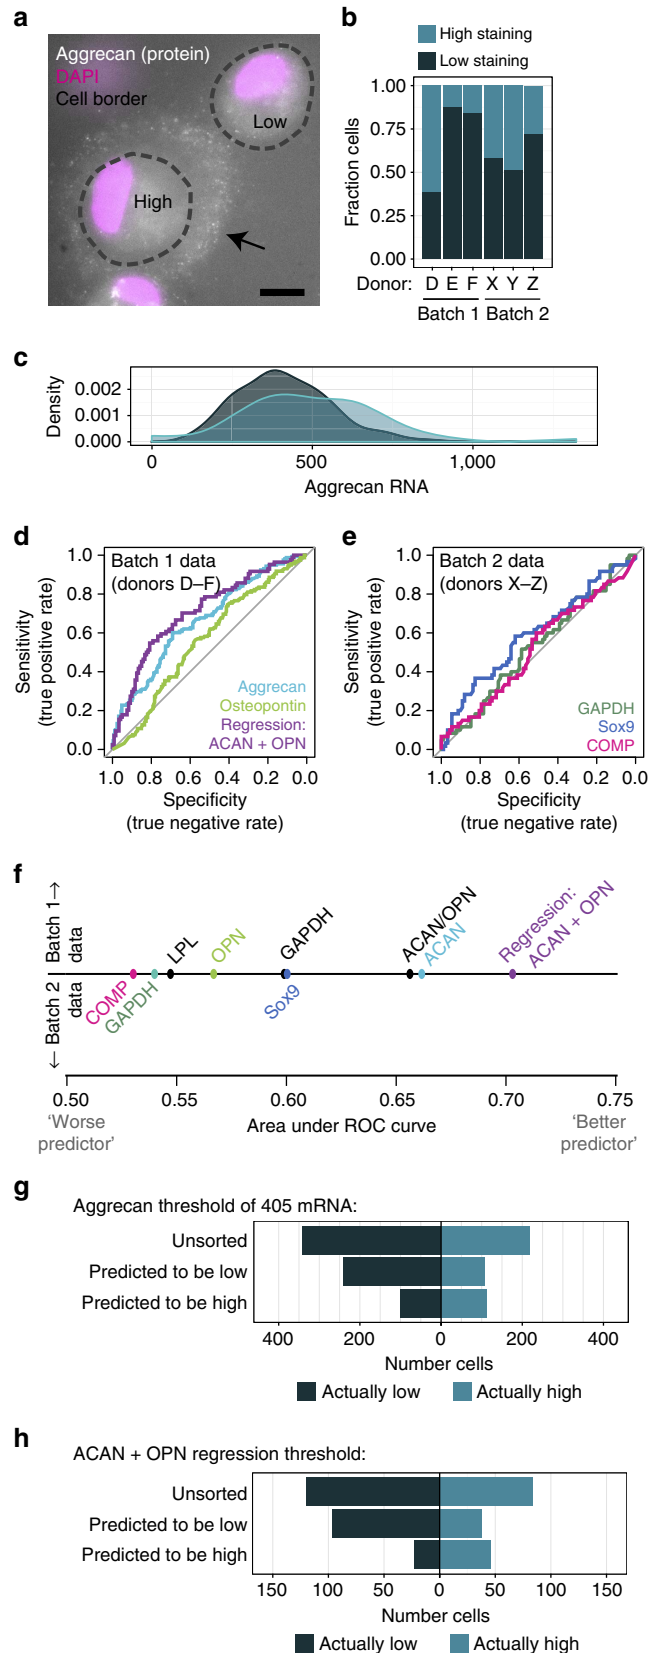 a
Aggrecan (protein)
DAPI
Cell border
Low
High
b
High staining
Low staining
Fraction cells
1.00
0.75
0.50
0.25
0.00
Donor: D E F X Y Z
Batch 1 Batch 2
c
Density
0.002
0.001
0.000
0 500 1,000
Aggrecan RNA
d
Batch 1 data
(donors D–F)
Sensitivity
(true positive rate)
1.0
0.8
0.6
0.4
0.2
0.0
Aggrecan
Osteopontin
Regression:
ACAN + OPN
1.0 0.8 0.6 0.4 0.2 0.0
Specificity
(true negative rate)
e
Batch 2 data
(donors X–Z)
Sensitivity
(true positive rate)
1.0
0.8
0.6
0.4
0.2
0.0
GAPDH
Sox9
COMP
1.0 0.8 0.6 0.4 0.2 0.0
Specificity
(true negative rate)
f
Batch 1→
data
← Batch 2
data
LPL
OPN
GAPDH
ACAN/OPN
ACAN
Regression:
ACAN + OPN
COMP
GAPDH
Sox9
0.50 0.55 0.60 0.65 0.70 0.75
'Worse
predictor'
Area under ROC curve
'Better
predictor'
g
Aggrecan threshold of 405 mRNA:
Unsorted
Predicted to be low
Predicted to be high
400 200 0 200 400
Number cells
Actually low Actually high
h
ACAN + OPN regression threshold:
Unsorted
Predicted to be low
Predicted to be high
150 100 50 0 50 100 150
Number cells
Actually low Actually high